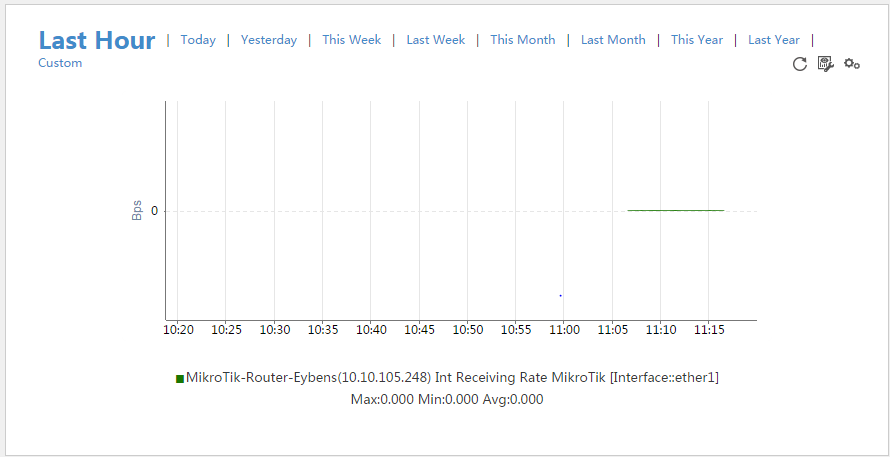 Last Hour | Today | Yesterday | This Week | Last Week | This Month | Last Month | This Year | Last Year |
Custom
Bps
0
10:20 10:25 10:30 10:35 10:40 10:45 10:50 10:55 11:00 11:05 11:10 11:15
MikroTik-Router-Eybens(10.10.105.248) Int Receiving Rate MikroTik [Interface::ether1]
Max:0.000 Min:0.000 Avg:0.000